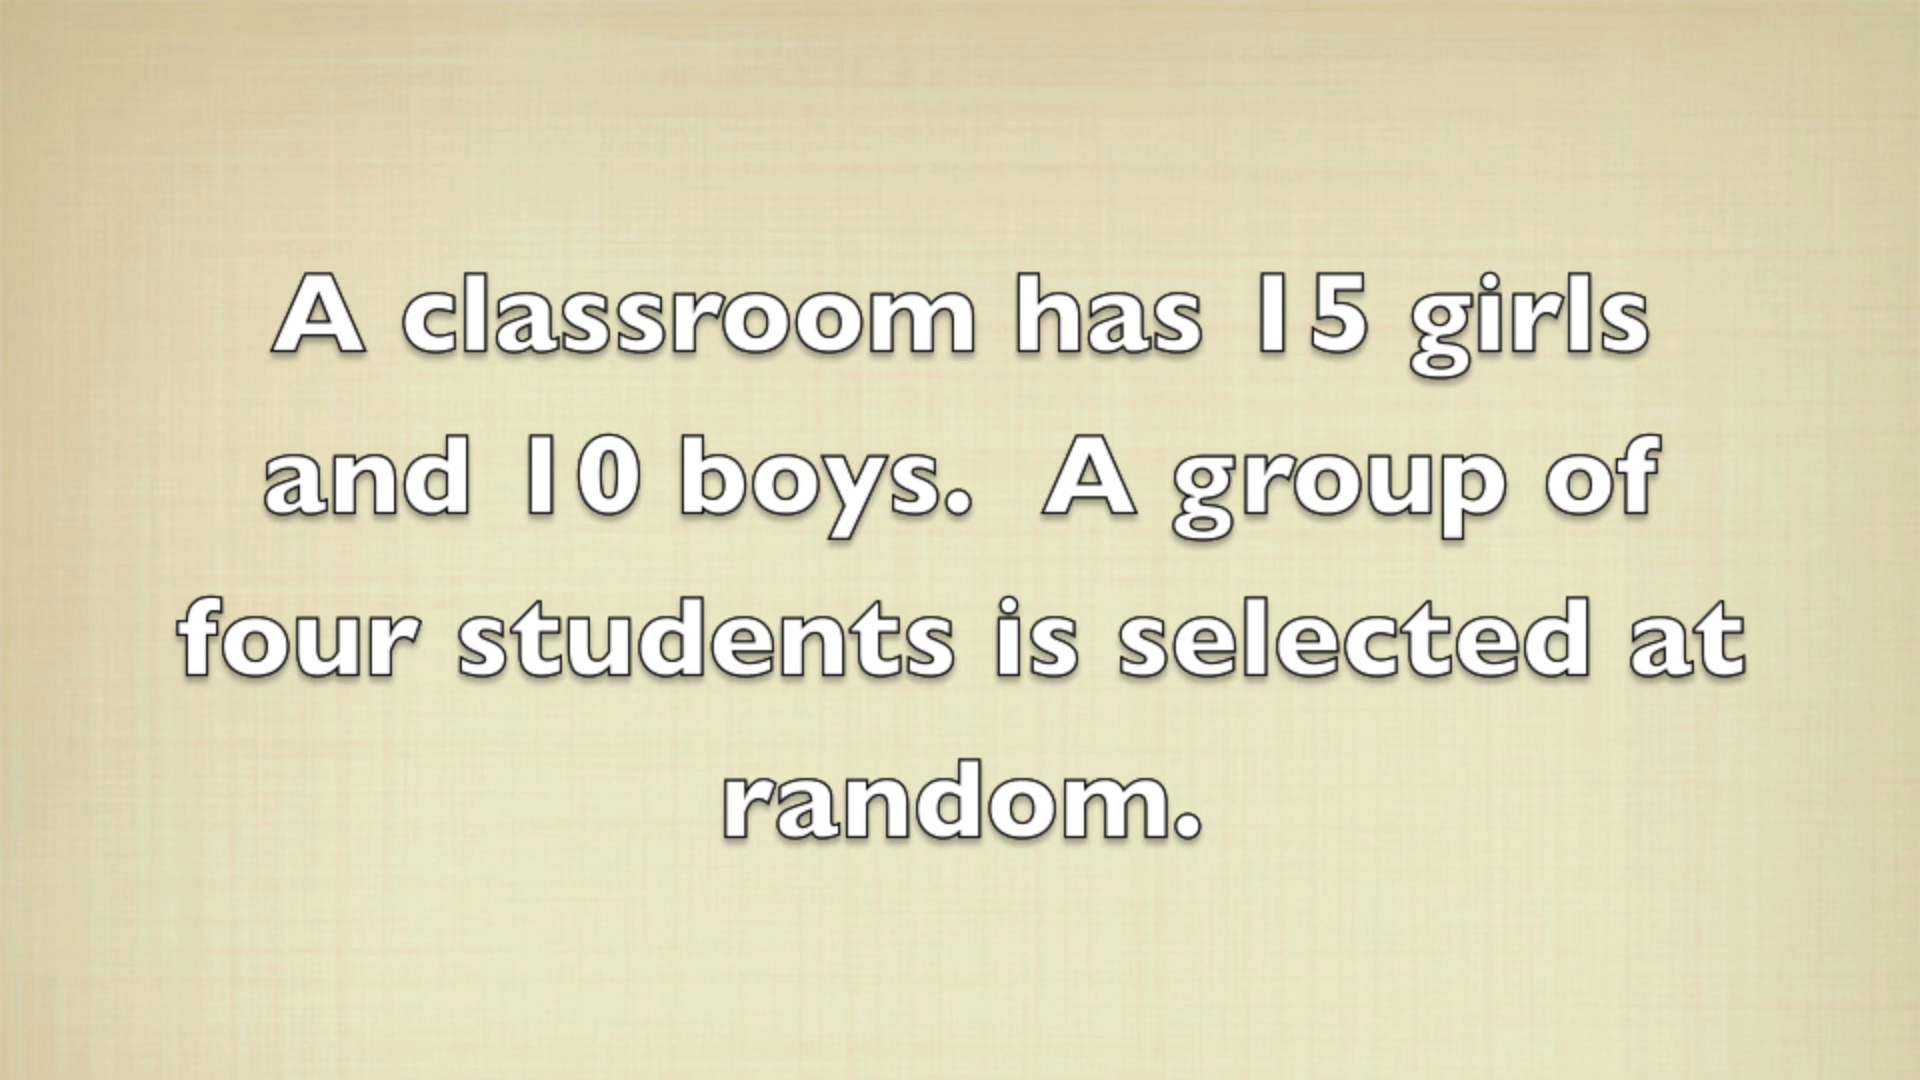 A classroom has 15 girls
and 10 boys.  A group of
four students is selected at
random.